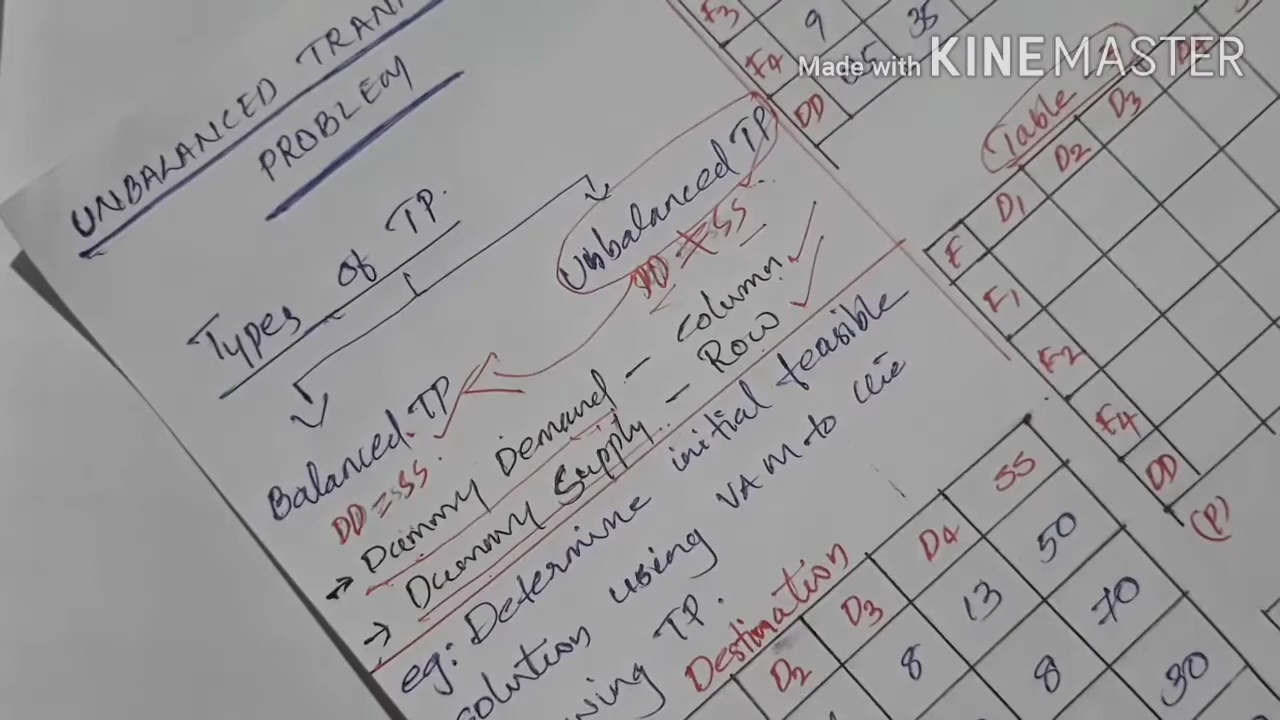 UNBALANCED TRAN
PROBLEM
Types of TP.
Unbalanced TP
DD ≠ SS
Balanced TP
DD = SS
→ Dummy Demand - Column
→ Dummy Supply - Row
eg: Determine initial feasible
solution using VAM to the
TP.
Destination
D2 D3 D4 SS
13 50
8 8 70
30
F3 9 35
F4
DD
Table
F D1 D2 D3
F1
F2
F4
DD
(P)
Made with KINEMASTER